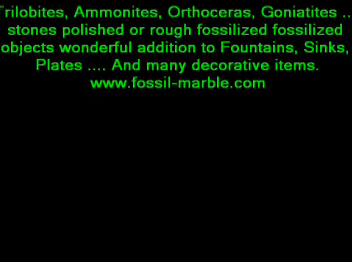 Trilobites, Ammonites, Orthoceras, Goniatites ..
stones polished or rough fossilized fossilized
objects wonderful addition to Fountains, Sinks,
Plates .... And many decorative items.
www.fossil-marble.com